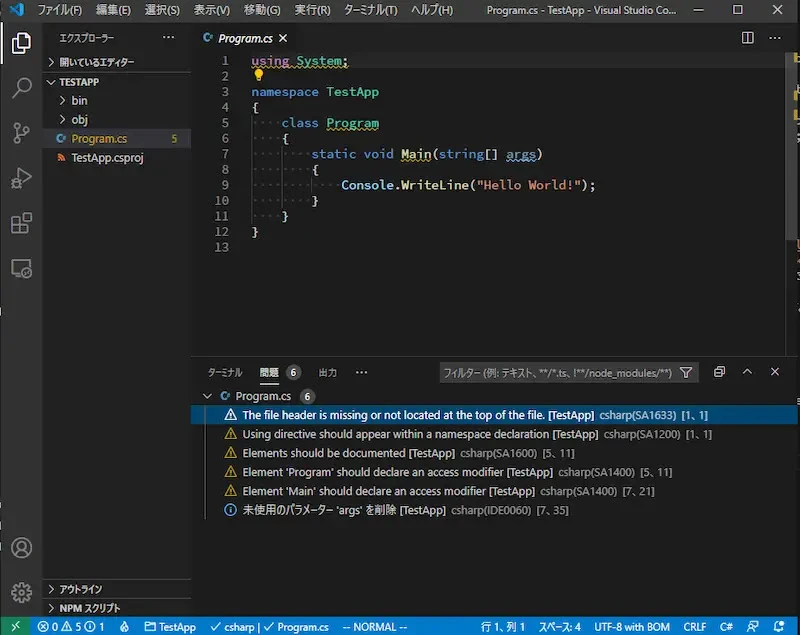 ファイル(F) 編集(E) 選択(S) 表示(V) 移動(G) 実行(R) ターミナル(T) ヘルプ(H) Program.cs - TestApp - Visual Studio Co...
エクスプローラー
開いているエディター
TESTAPP
bin
obj
Program.cs 5
TestApp.csproj
アウトライン
NPM スクリプト
Program.cs
1 using System;
2
3 namespace TestApp
4 {
5 class Program
6 {
7 static void Main(string[] args)
8 {
9 Console.WriteLine("Hello World!");
10 }
11 }
12 }
13
ターミナル 問題 6 出力 フィルター (例: テキスト、**/*.ts、!**/node_modules/**)
Program.cs 6
The file header is missing or not located at the top of the file. [TestApp] csharp(SA1633) [1、1]
Using directive should appear within a namespace declaration [TestApp] csharp(SA1200) [1、1]
Elements should be documented [TestApp] csharp(SA1600) [5、11]
Element 'Program' should declare an access modifier [TestApp] csharp(SA1400) [5、11]
Element 'Main' should declare an access modifier [TestApp] csharp(SA1400) [7、21]
未使用のパラメーター 'args' を削除 [TestApp] csharp(IDE0060) [7、35]
0 5 1 TestApp csharp | Program.cs -- NORMAL -- 行 1、列 1 スペース: 4 UTF-8 with BOM CRLF C#